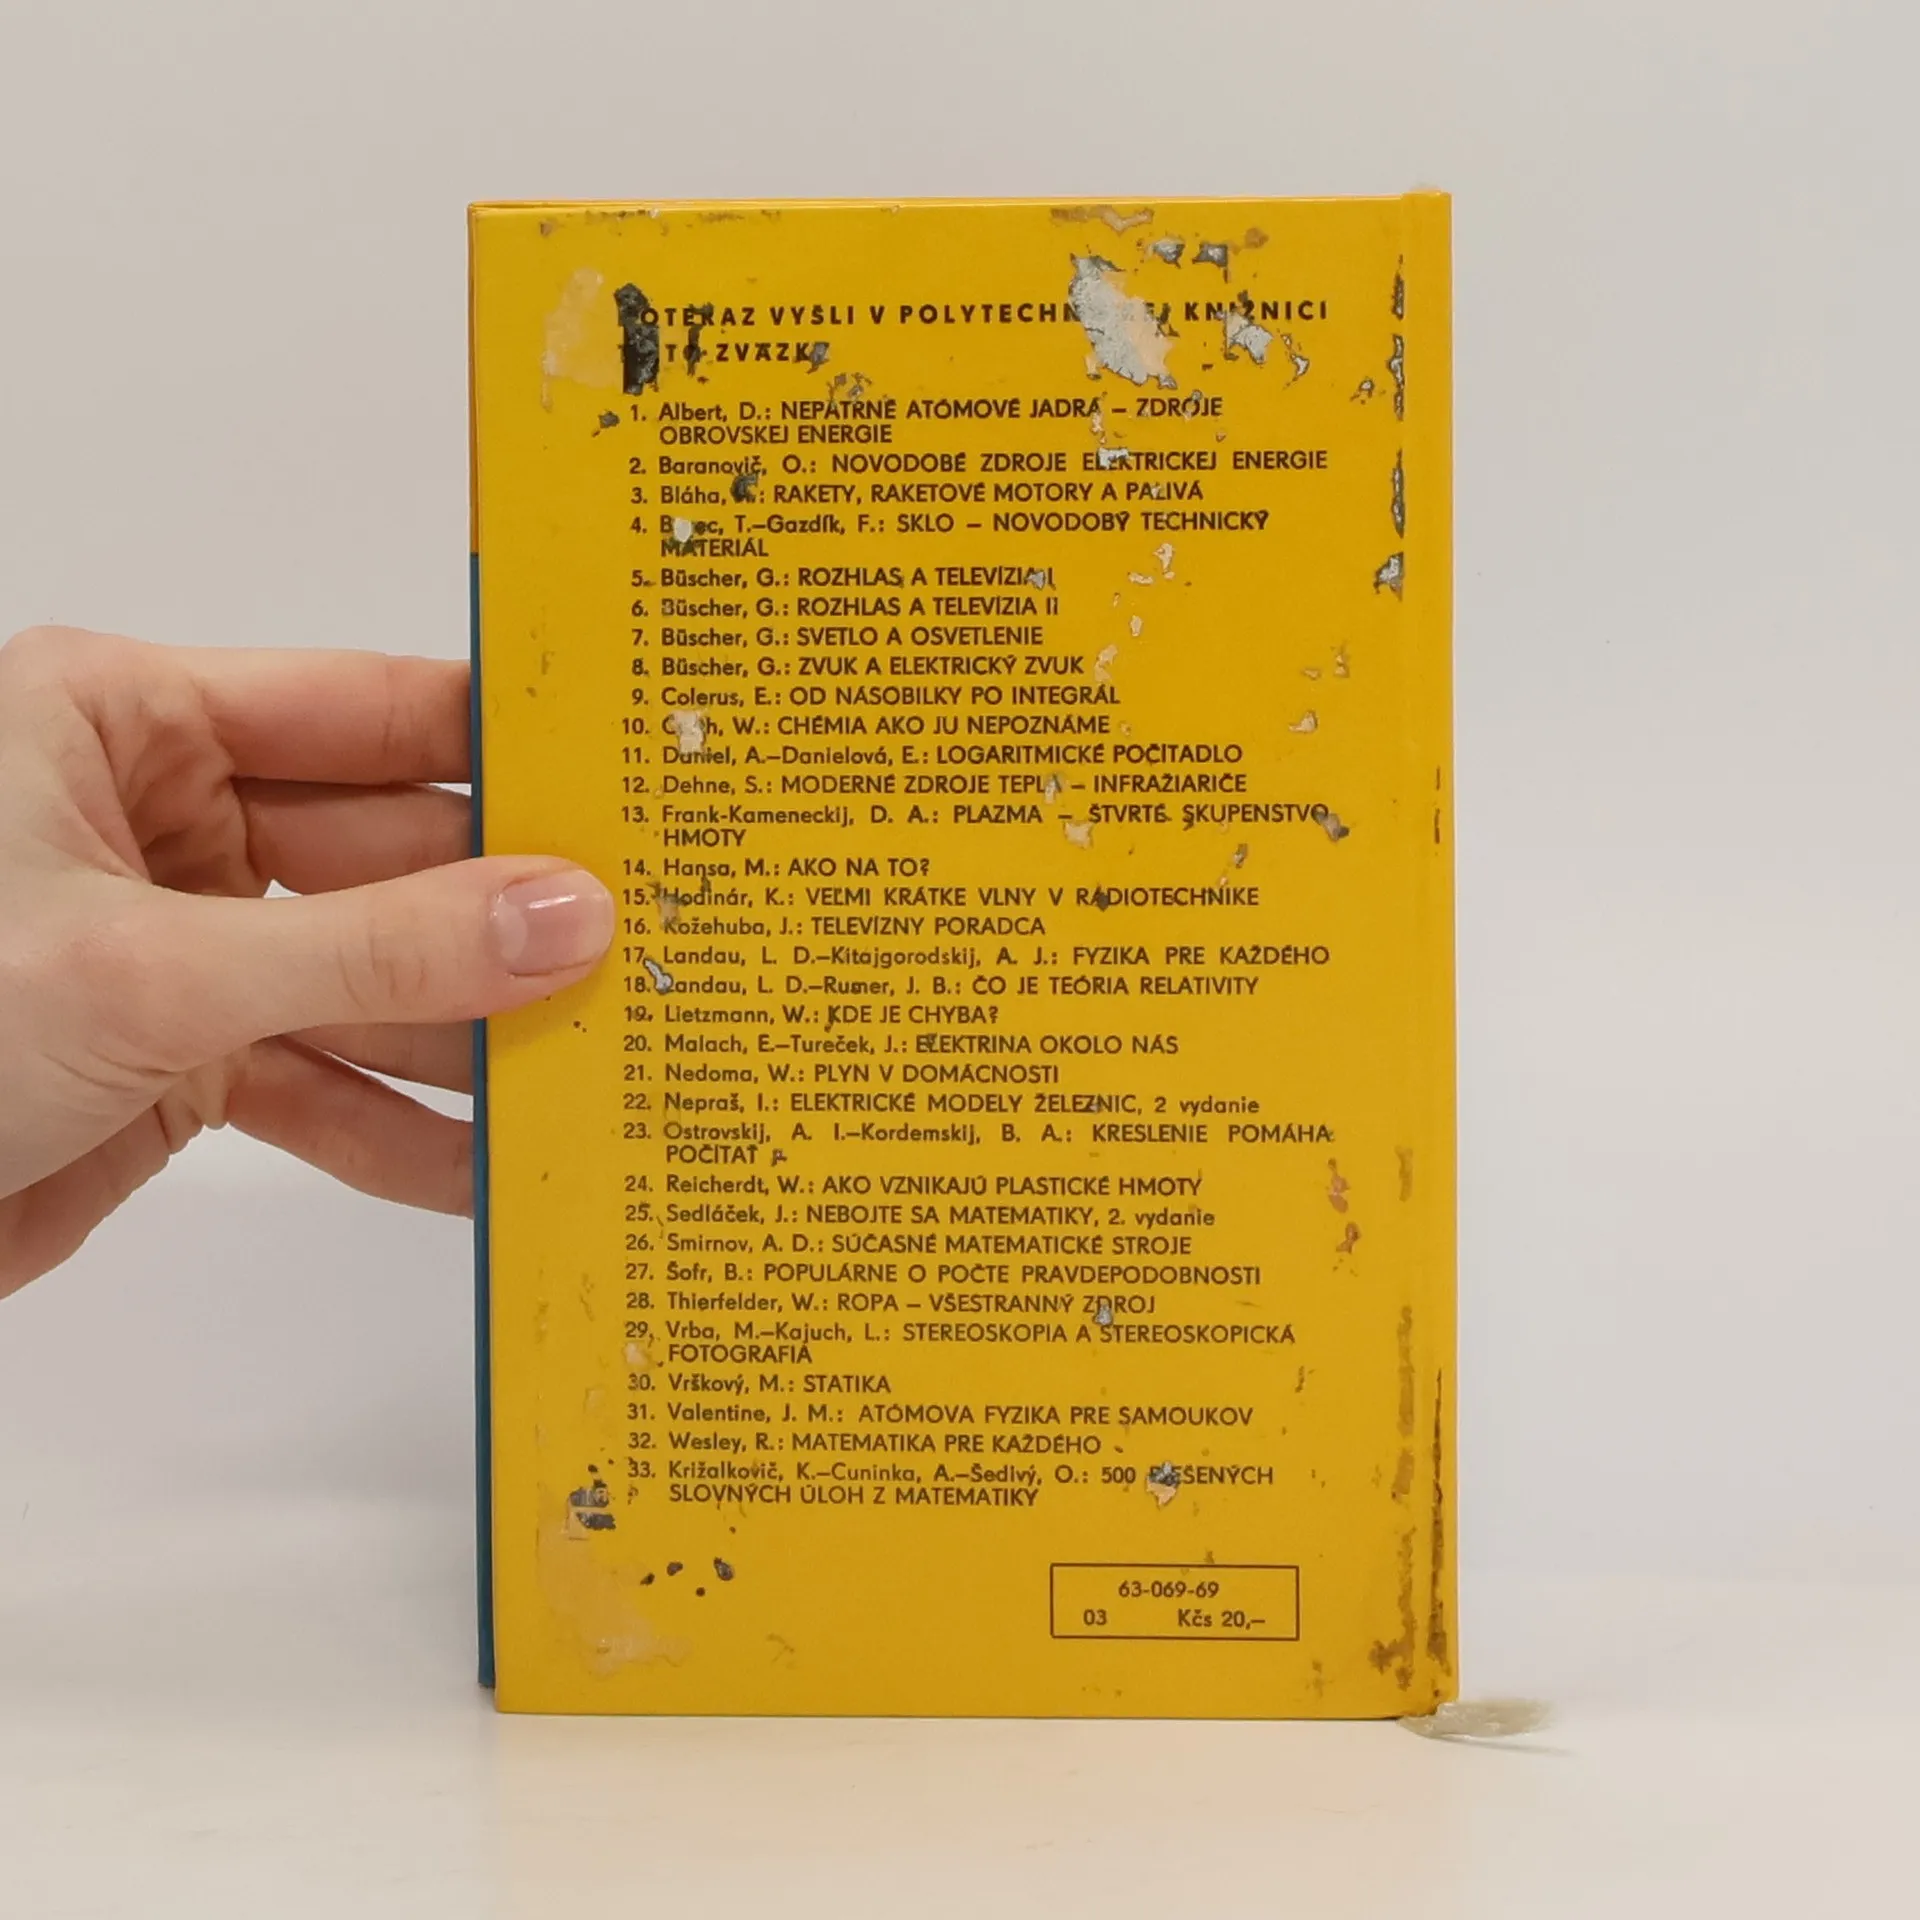 VYŠLI V KNIŽNICI
1. Albert, D.: NEPATRNÉ ATÓMOVÉ JADRÁ – ZDROJE
OBROVSKEJ ENERGIE
2. Baranovič, O.: NOVODOBÉ ZDROJE ELEKTRICKEJ ENERGIE
3. Bláha, RAKETY, RAKETOVÉ MOTORY A PALIVÁ
4. T.–Gazdík, F.: SKLO – NOVODOBÝ TECHNICKÝ
MATERIÁL
5. Büscher, G.: ROZHLAS A TELEVÍZIA I
6. Büscher, G.: ROZHLAS A TELEVÍZIA II
7. Büscher, G.: SVETLO A OSVETLENIE
8. Büscher, G.: ZVUK A ELEKTRICKÝ ZVUK
9. Colerus, E.: OD NÁSOBILKY PO INTEGRÁL
10. W.: CHÉMIA AKO JU NEPOZNÁME
11. Daniel, A.–Danielová, E.: LOGARITMICKÉ POČÍTADLO
12. Dehne, S.: MODERNÉ ZDROJE TEPLA – INFRAŽIARIČE
13. Frank-Kameneckij, D. A.: PLAZMA – ŠTVRTÉ SKUPENSTVO
HMOTY
14. Hansa, M.: AKO NA TO?
15. Hodinár, K.: VEĽMI KRÁTKE VLNY V RÁDIOTECHNIKE
16. Kožehuba, J.: TELEVÍZNY PORADCA
17. Landau, L. D.–Kitajgorodskij, A. J.: FYZIKA PRE KAŽDÉHO
18. Landau, L. D.–Rumer, J. B.: ČO JE TEÓRIA RELATIVITY
19. Lietzmann, W.: KDE JE CHYBA?
20. Malach, E.–Tureček, J.: ELEKTRINA OKOLO NÁS
21. Nedoma, W.: PLYN V DOMÁCNOSTI
22. Nepraš, I.: ELEKTRICKÉ MODELY ŽELEZNIC, 2 vydanie
23. Ostrovskij, A. I.–Kordemskij, B. A.: KRESLENIE POMÁHA
POČÍTAŤ
24. Reicherdt, W.: AKO VZNIKAJÚ PLASTICKÉ HMOTY
25. Sedláček, J.: NEBOJTE SA MATEMATIKY, 2. vydanie
26. Smirnov, A. D.: SÚČASNÉ MATEMATICKÉ STROJE
27. Šofr, B.: POPULÁRNE O POČTE PRAVDEPODOBNOSTI
28. Thierfelder, W.: ROPA – VŠESTRANNÝ ZDROJ
29. Vrba, M.–Kajuch, L.: STEREOSKOPIA A STEREOSKOPICKÁ
FOTOGRAFIA
30. Vrškový, M.: STATIKA
31. Valentine, J. M.: ATÓMOVA FYZIKA PRE SAMOUKOV
32. Wesley, R.: MATEMATIKA PRE KAŽDÉHO
33. Križalkovič, K.–Cuninka, A.–Šedivý, O.: 500 RIEŠENÝCH
SLOVNÝCH ÚLOH Z MATEMATIKY
63-069-69
03 Kčs 20,–